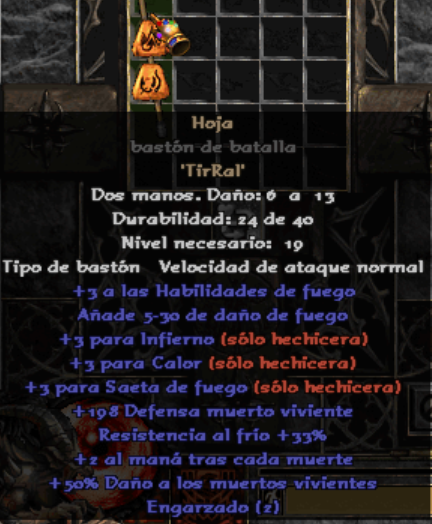 Hoja
bastón de batalla
'TirRal'
Dos manos. Daño: 6 a 13
Durabilidad: 24 de 40
Nivel necesario: 19
Tipo de bastón Velocidad de ataque normal
+3 a las Habilidades de fuego
Añade 5-30 de daño de fuego
+3 para Infierno (sólo hechicera)
+3 para Calor (sólo hechicera)
+3 para Saeta de fuego (sólo hechicera)
+198 Defensa muerto viviente
Resistencia al frío +33%
+2 al maná tras cada muerte
+50% Daño a los muertos vivientes
Engarzado (2)